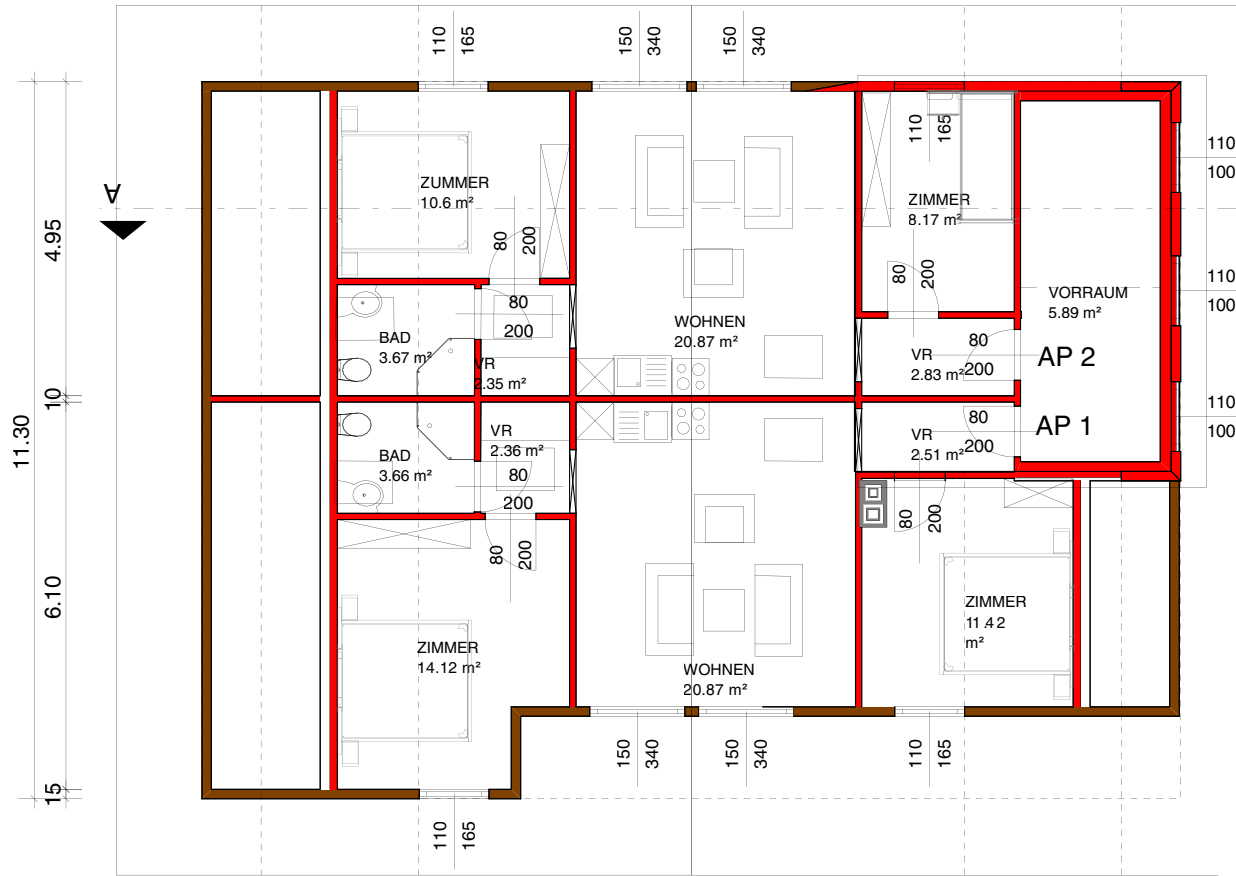 110
165
150
340
150
340
A
4.95
10
11.30
6.10
15
ZUMMER
10.6 m²
80
200
80
200
BAD
3.67 m²
VR
2.35 m²
WOHNEN
20.87 m²
110
165
ZIMMER
8.17 m²
80
200
VORRAUM
5.89 m²
VR
2.83 m²
80
200
AP 2
110
100
110
100
110
100
BAD
3.66 m²
VR
2.36 m²
80
200
80
200
ZIMMER
14.12 m²
WOHNEN
20.87 m²
VR
2.51 m²
80
200
AP 1
80
200
ZIMMER
11.42
m²
150
340
150
340
110
165
110
165